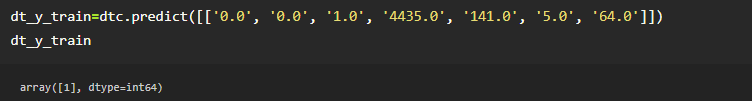 dt_y_train=dtc.predict([['0.0', '0.0', '1.0', '4435.0', '141.0', '5.0', '64.0']])
dt_y_train
array([1], dtype=int64)